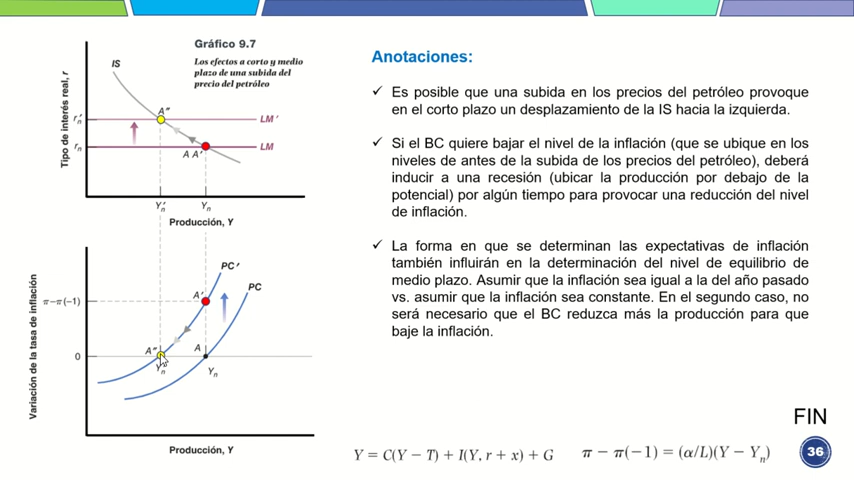 Gráfico 9.7
Los efectos a corto y medio
plazo de una subida del
precio del petróleo
Tipo de interés real, r
IS
A″
r′n
LM′
rn
LM
A A′
Y′n
Yn
Producción, Y
Variación de la tasa de inflación
PC′
PC
π–π(–1)
A′
A″
A
0
Y′n
Yn
Producción, Y
Anotaciones:
✓ Es posible que una subida en los precios del petróleo provoque
en el corto plazo un desplazamiento de la IS hacia la izquierda.
✓ Si el BC quiere bajar el nivel de la inflación (que se ubique en los
niveles de antes de la subida de los precios del petróleo), deberá
inducir a una recesión (ubicar la producción por debajo de la
potencial) por algún tiempo para provocar una reducción del nivel
de inflación.
✓ La forma en que se determinan las expectativas de inflación
también influirán en la determinación del nivel de equilibrio de
medio plazo. Asumir que la inflación sea igual a la del año pasado
vs. asumir que la inflación sea constante. En el segundo caso, no
será necesario que el BC reduzca más la producción para que
baje la inflación.
FIN
Y = C(Y − T) + I(Y, r + x) + G
π − π(−1) = (α/L)(Y − Yn)
36